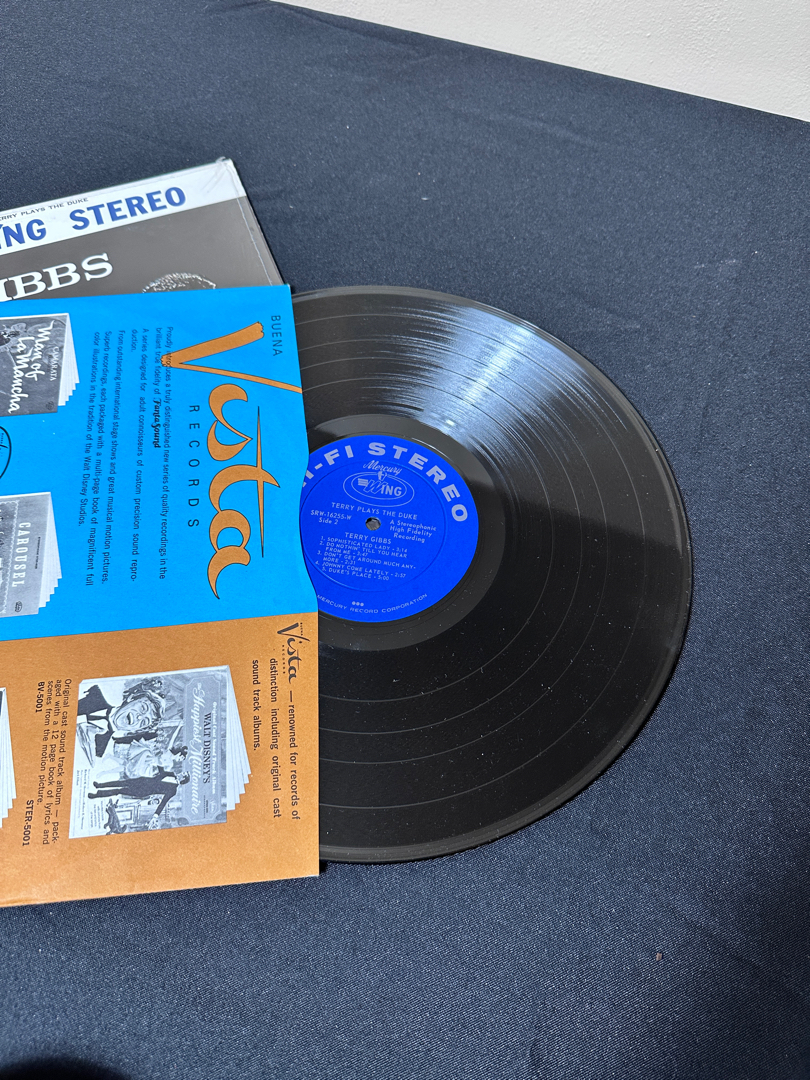 TERRY PLAYS THE DUKE
ING STEREO
IBBS
BUENA
Vista
RECORDS
Proudly introduces a truly distinguished new series of quality recordings in the
brilliant true fidelity of FantaSound
A series designed for adult connoisseurs of custom precision sound repro-
duction.
From outstanding international stage shows and great musical motion pictures.
Superb recordings, each packaged with a multi-page book of magnificent full
color illustrations in the tradition of the Walt Disney Studios.
Man of
La Mancha
CAROUSEL
Vista — renowned for records of
distinction including original cast
sound track albums.
WALT DISNEY'S
Happiest Millionaire
Original cast sound track album — pack-
aged with a 12 page book of lyrics and
scenes from the motion picture.
BV-5001 STER-5001
HI-FI STEREO
Mercury
WING
TERRY PLAYS THE DUKE
SRW-16255-W
Side 2
A Stereophonic
High Fidelity
Recording
TERRY GIBBS
1. SOPHISTICATED LADY - 3:14
2. DO NOTHIN' TILL YOU HEAR
FROM ME - 3:47
3. DON'T GET AROUND MUCH ANY-
MORE - 2:31
4. JOHNNY COME LATELY - 2:57
5. DUKE'S PLACE - 3:00
MERCURY RECORD CORPORATION